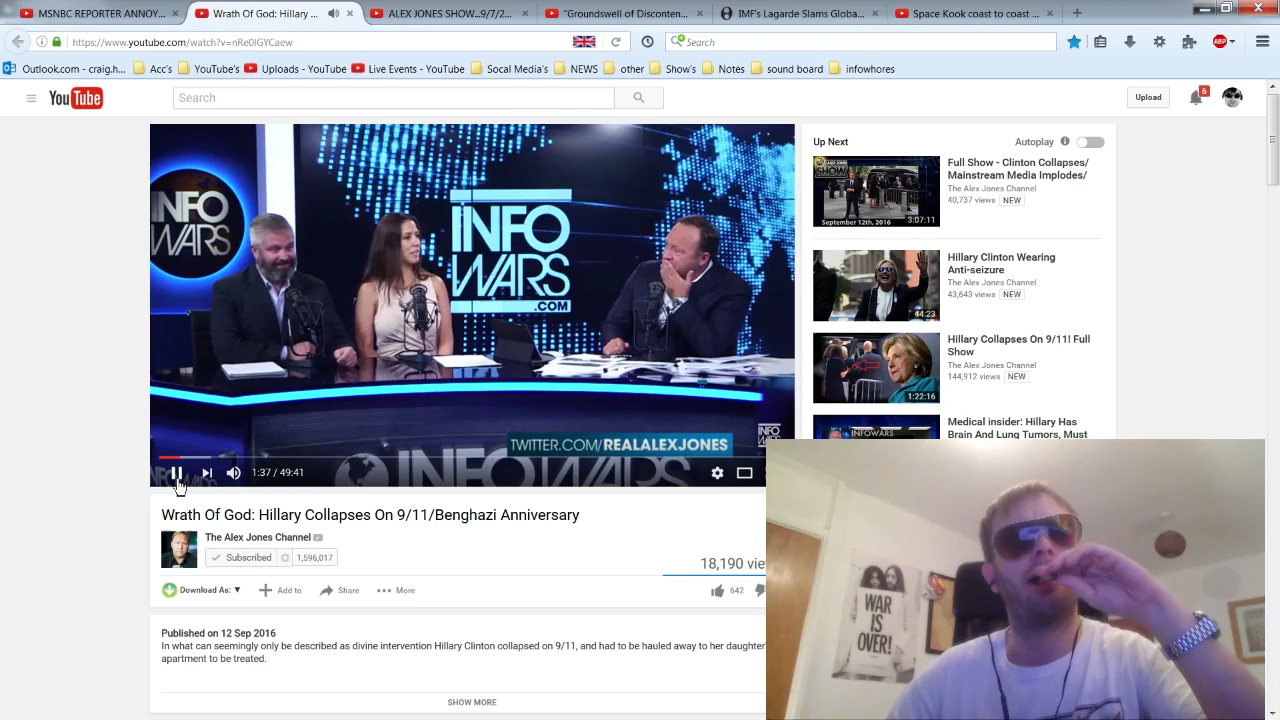 MSNBC REPORTER ANNOY...
Wrath Of God: Hillary ...
ALEX JONES SHOW...9/7/2...
"Groundswell of Disconten...
IMF's Lagarde Slams Globa...
Space Kook coast to coast ...
https://www.youtube.com/watch?v=nRe0lGYCaew
Search
ABP
Outlook.com - craig.h...
Acc's
YouTube's
Uploads - YouTube
Live Events - YouTube
Socal Media's
NEWS
other
Show's
Notes
sound board
infowhores
YouTube
Search
Upload
6
INFO
WARS
INFO
WARS
.COM
TWITTER.COM/REALALEXJONES
INFOWARS
INFO
WARS
1:37 / 49:41
Up Next
Autoplay
Full Show - Clinton Collapses/
Mainstream Media Implodes/
The Alex Jones Channel
40,737 views NEW
SHOW
September 12th, 2016
3:07:11
Hillary Clinton Wearing
Anti-seizure
The Alex Jones Channel
43,643 views NEW
44:23
Hillary Collapses On 9/11! Full
Show
The Alex Jones Channel
144,912 views NEW
1:22:16
Medical insider: Hillary Has
Brain And Lung Tumors, Must
INFOWARS
Wrath Of God: Hillary Collapses On 9/11/Benghazi Anniversary
The Alex Jones Channel
Subscribed
1,596,017
18,190 vie
Download As: ▼
Add to
Share
More
642
Published on 12 Sep 2016
In what can seemingly only be described as divine intervention Hillary Clinton collapsed on 9/11, and had to be hauled away to her daughter'
apartment to be treated.
SHOW MORE
WAR
IS
OVER!